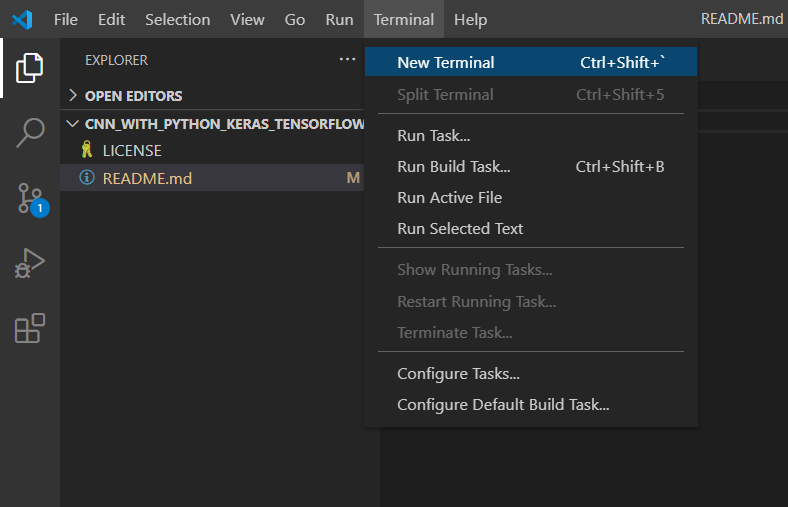 File Edit Selection View Go Run Terminal Help README.md
EXPLORER ...
New Terminal Ctrl+Shift+`
OPEN EDITORS
Split Terminal Ctrl+Shift+5
CNN_WITH_PYTHON_KERAS_TENSORFLOW
LICENSE
Run Task...
README.md M
Run Build Task... Ctrl+Shift+B
Run Active File
1
Run Selected Text
Show Running Tasks...
Restart Running Task...
Terminate Task...
Configure Tasks...
Configure Default Build Task...